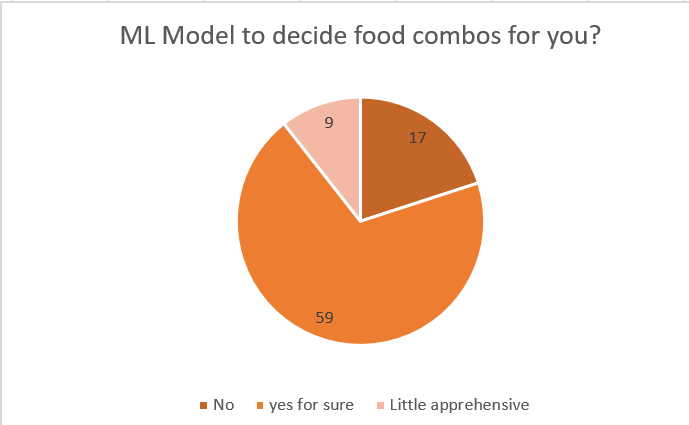 ML Model to decide food combos for you?
9
17
59
No
yes for sure
Little apprehensive